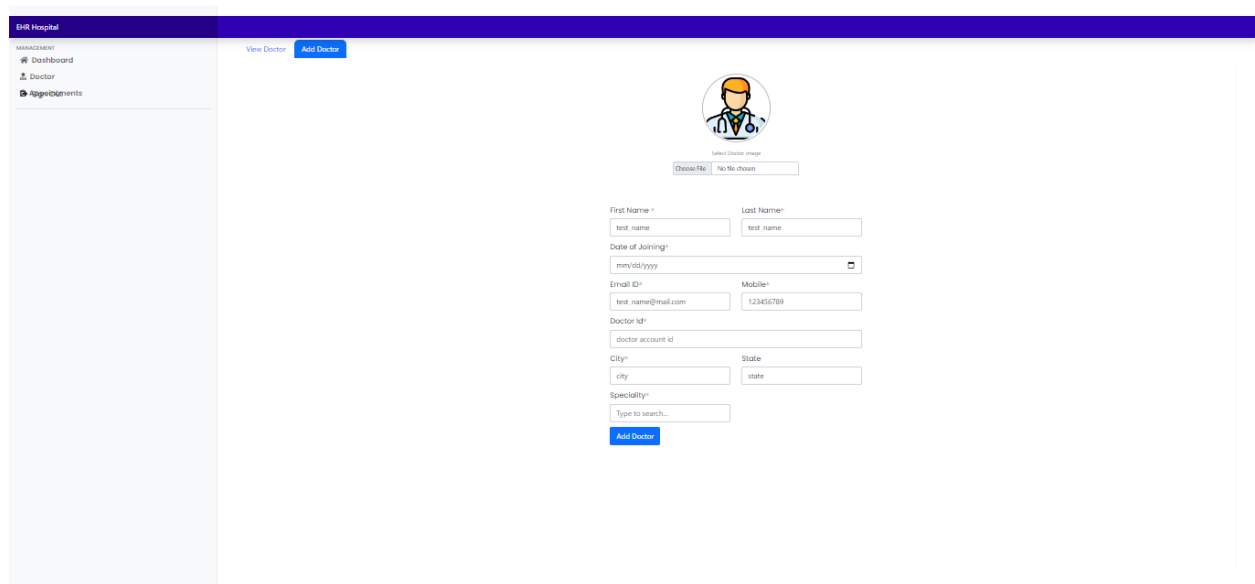 EHR Hospital
MANAGEMENT
Dashboard
Doctor
Appointments
View Doctor Add Doctor
Select Doctor Image
Choose File No file chosen
First Name * Last Name*
test_name test_name
Date of Joining*
mm/dd/yyyy
Email ID* Mobile*
test_name@mail.com 123456789
Doctor Id*
doctor account id
City* State
city state
Speciality*
Type to search...
Add Doctor